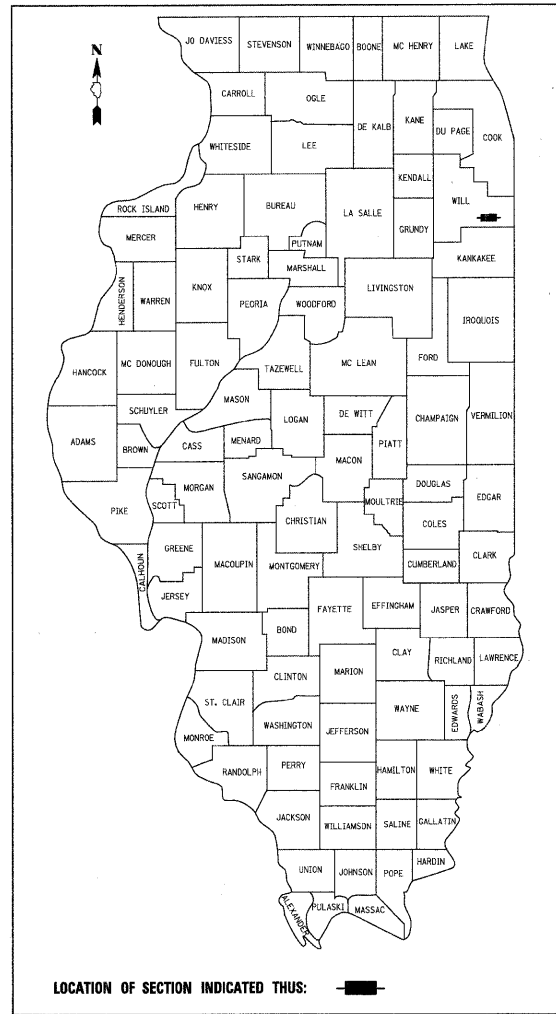 JO DAVIESS STEVENSON WINNEBAGO BOONE MC HENRY LAKE
N
CARROLL OGLE DE KALB KANE DU PAGE COOK
WHITESIDE LEE
KENDALL WILL
ROCK ISLAND HENRY BUREAU LA SALLE GRUNDY
MERCER PUTNAM KANKAKEE
STARK MARSHALL
HENDERSON WARREN KNOX PEORIA WOODFORD LIVINGSTON IROQUOIS
HANCOCK MC DONOUGH FULTON TAZEWELL MC LEAN FORD
MASON
SCHUYLER LOGAN DE WITT CHAMPAIGN VERMILION
ADAMS BROWN CASS MENARD MACON PIATT
SANGAMON
MORGAN DOUGLAS
PIKE SCOTT CHRISTIAN MOULTRIE EDGAR
COLES
CALHOUN GREENE MACOUPIN MONTGOMERY SHELBY CLARK
CUMBERLAND
JERSEY FAYETTE EFFINGHAM JASPER CRAWFORD
MADISON BOND
CLAY RICHLAND LAWRENCE
CLINTON MARION
ST. CLAIR WAYNE EDWARDS WABASH
WASHINGTON JEFFERSON
MONROE
RANDOLPH PERRY HAMILTON WHITE
FRANKLIN
JACKSON WILLIAMSON SALINE GALLATIN
UNION JOHNSON POPE HARDIN
ALEXANDER PULASKI MASSAC
LOCATION OF SECTION INDICATED THUS: